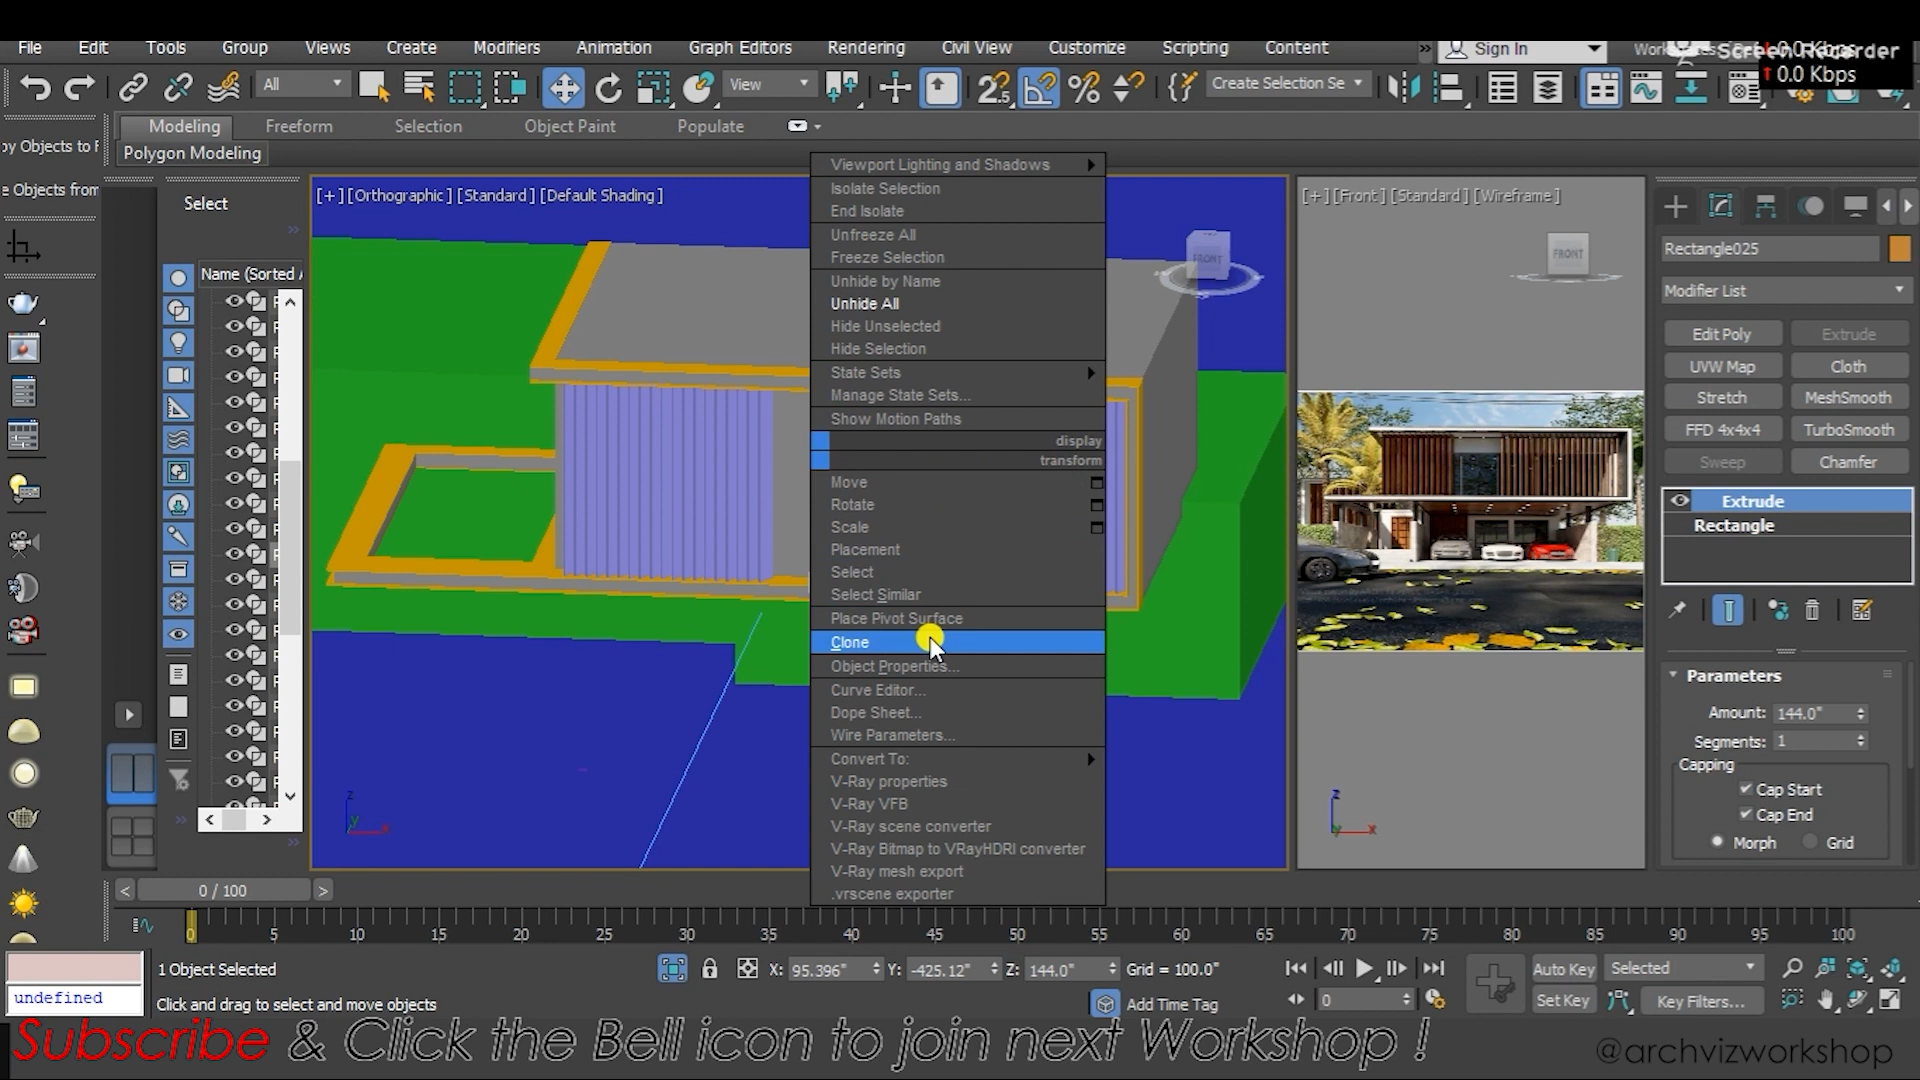 File Edit Tools Group Views Create Modifiers Animation Graph Editors Rendering Civil View Customize Scripting Content
Sign In
Screen Recorder
0.0 Kbps
All
View
Create Selection Se
Modeling Freeform Selection Object Paint Populate
Polygon Modeling
by Objects to F
e Objects from
Select
Name (Sorted A
[+] [Orthographic ] [Standard ] [Default Shading ]
[+] [Front ] [Standard ] [Wireframe ]
FRONT
FRONT
Viewport Lighting and Shadows
Isolate Selection
End Isolate
Unfreeze All
Freeze Selection
Unhide by Name
Unhide All
Hide Unselected
Hide Selection
State Sets
Manage State Sets...
Show Motion Paths
display
transform
Move
Rotate
Scale
Placement
Select
Select Similar
Place Pivot Surface
Clone
Object Properties...
Curve Editor...
Dope Sheet...
Wire Parameters...
Convert To:
V-Ray properties
V-Ray VFB
V-Ray scene converter
V-Ray Bitmap to VRayHDRI converter
V-Ray mesh export
.vrscene exporter
Rectangle025
Modifier List
Edit Poly Extrude
UVW Map Cloth
Stretch MeshSmooth
FFD 4x4x4 TurboSmooth
Sweep Chamfer
Extrude
Rectangle
Parameters
Amount: 144.0"
Segments: 1
Capping
Cap Start
Cap End
Morph Grid
z
y
x
z
y
x
< 0 / 100 >
0 5 10 15 20 25 30 35 40 45 50 55 60 65 70 75 80 85 90 95 100
undefined
1 Object Selected
Click and drag to select and move objects
X: 95.396" Y: -425.12" Z: 144.0" Grid = 100.0"
Add Time Tag
0
Auto Key Selected
Set Key Key Filters...
Subscribe & Click the Bell icon to join next Workshop !
@archvizworkshop